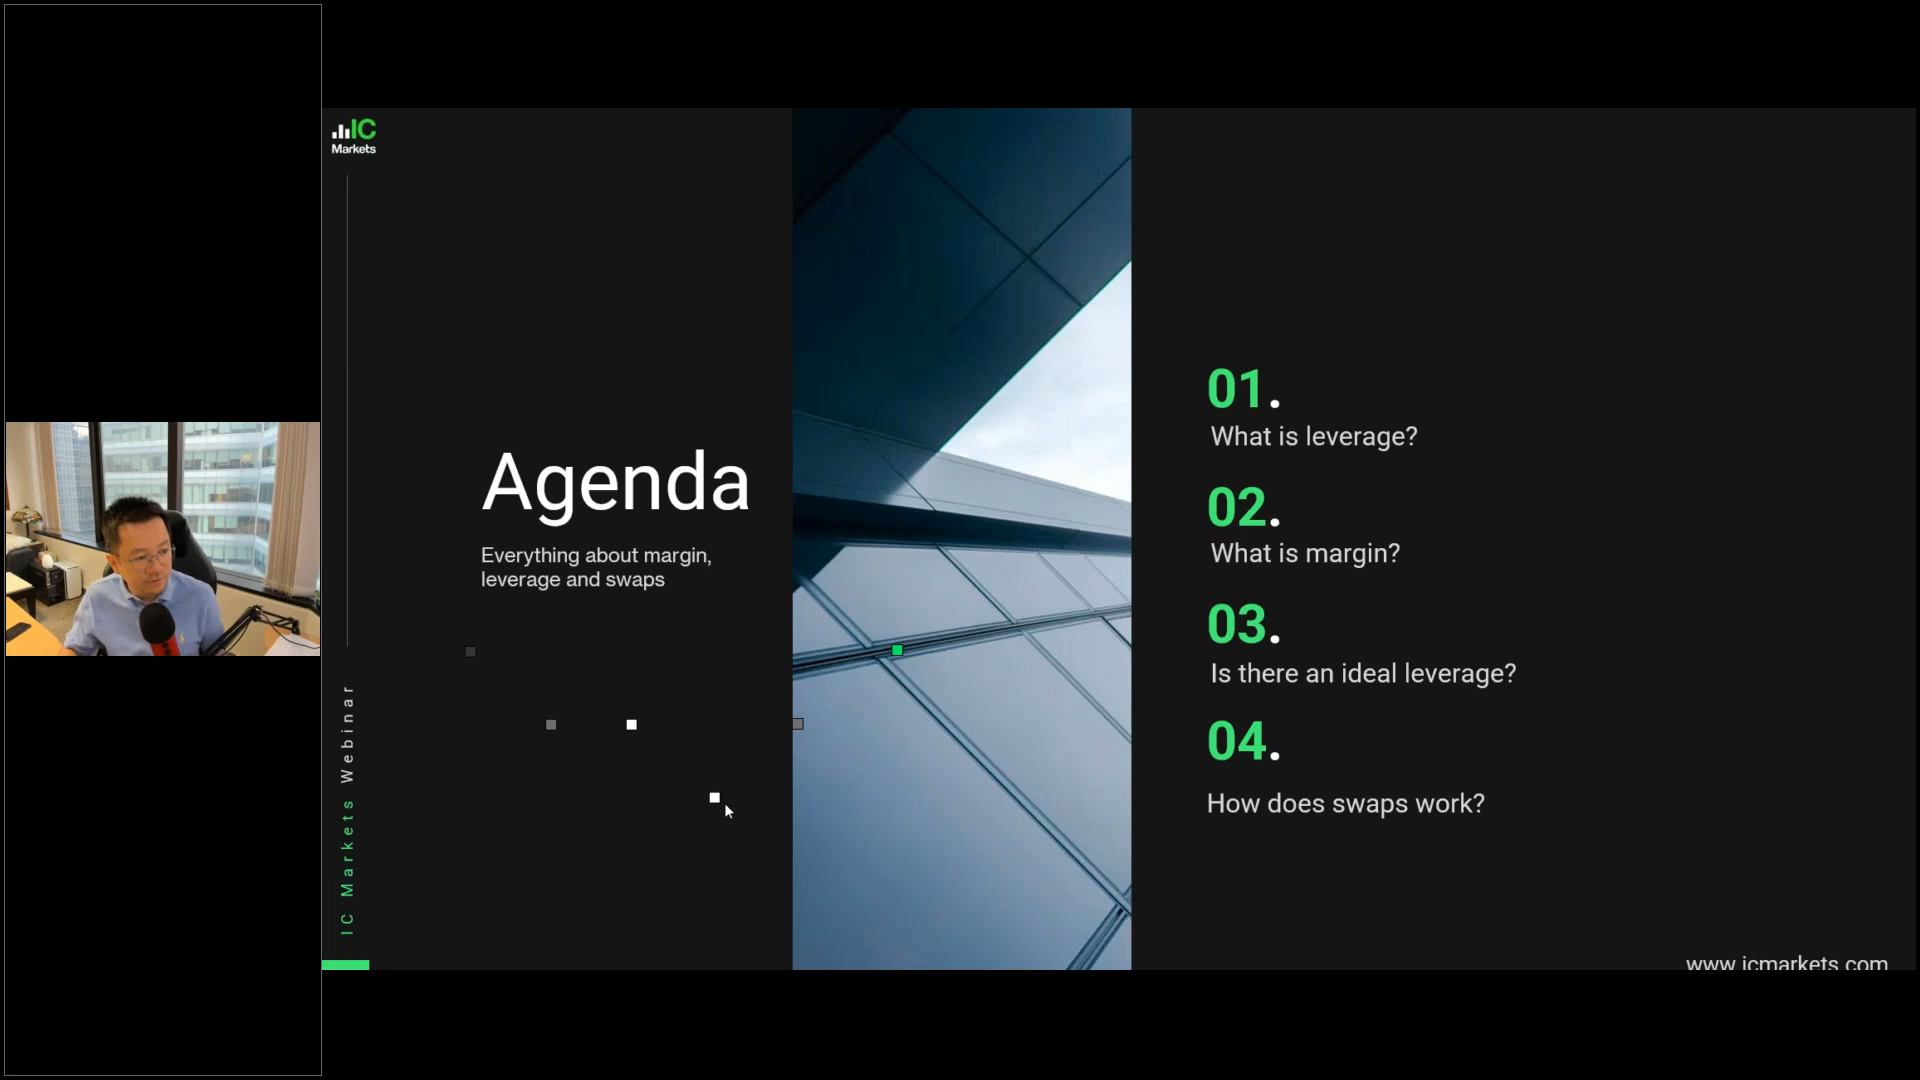 IC
Markets
IC Markets Webinar
Agenda
Everything about margin,
leverage and swaps
01.
What is leverage?
02.
What is margin?
03.
Is there an ideal leverage?
04.
How does swaps work?
www.icmarkets.com